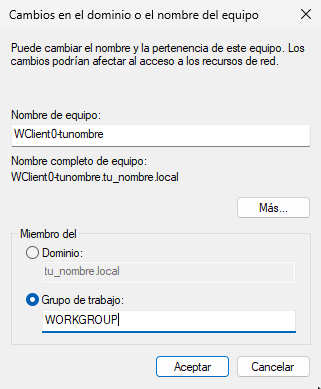 Cambios en el dominio o el nombre del equipo
Puede cambiar el nombre y la pertenencia de este equipo. Los
cambios podrían afectar al acceso a los recursos de red.
Nombre de equipo:
WClient0-tunombre
Nombre completo de equipo:
WClient0-tunombre.tu_nombre.local
Más...
Miembro del
Dominio:
tu_nombre.local
Grupo de trabajo:
WORKGROUP
Aceptar
Cancelar